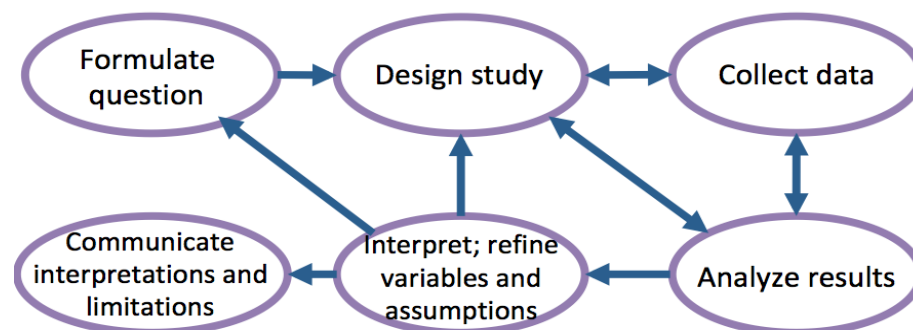 Formulate
question
Design study
Collect data
Communicate
interpretations and
limitations
Interpret; refine
variables and
assumptions
Analyze results